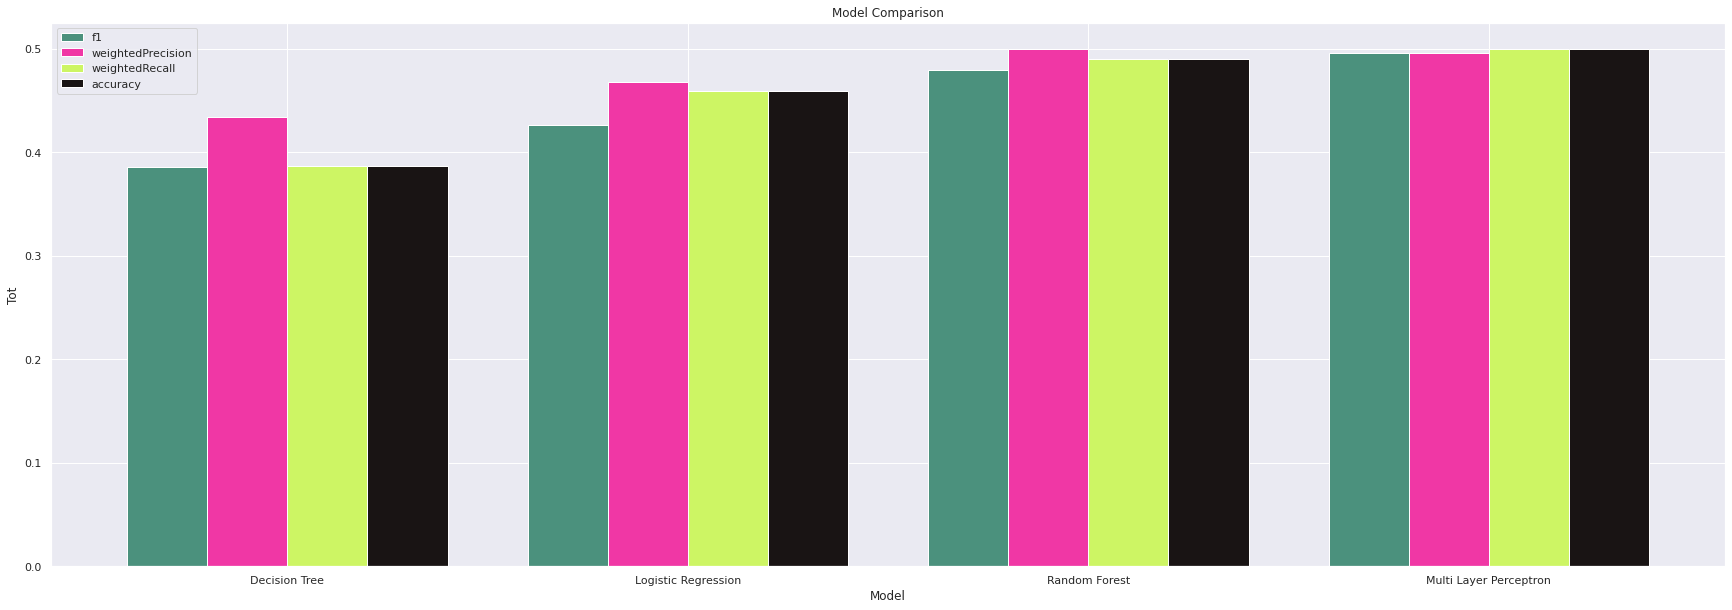 Model Comparison
f1
weightedPrecision
weightedRecall
accuracy
0.5
0.4
0.3
0.2
0.1
0.0
Tot
Decision Tree
Logistic Regression
Random Forest
Multi Layer Perceptron
Model